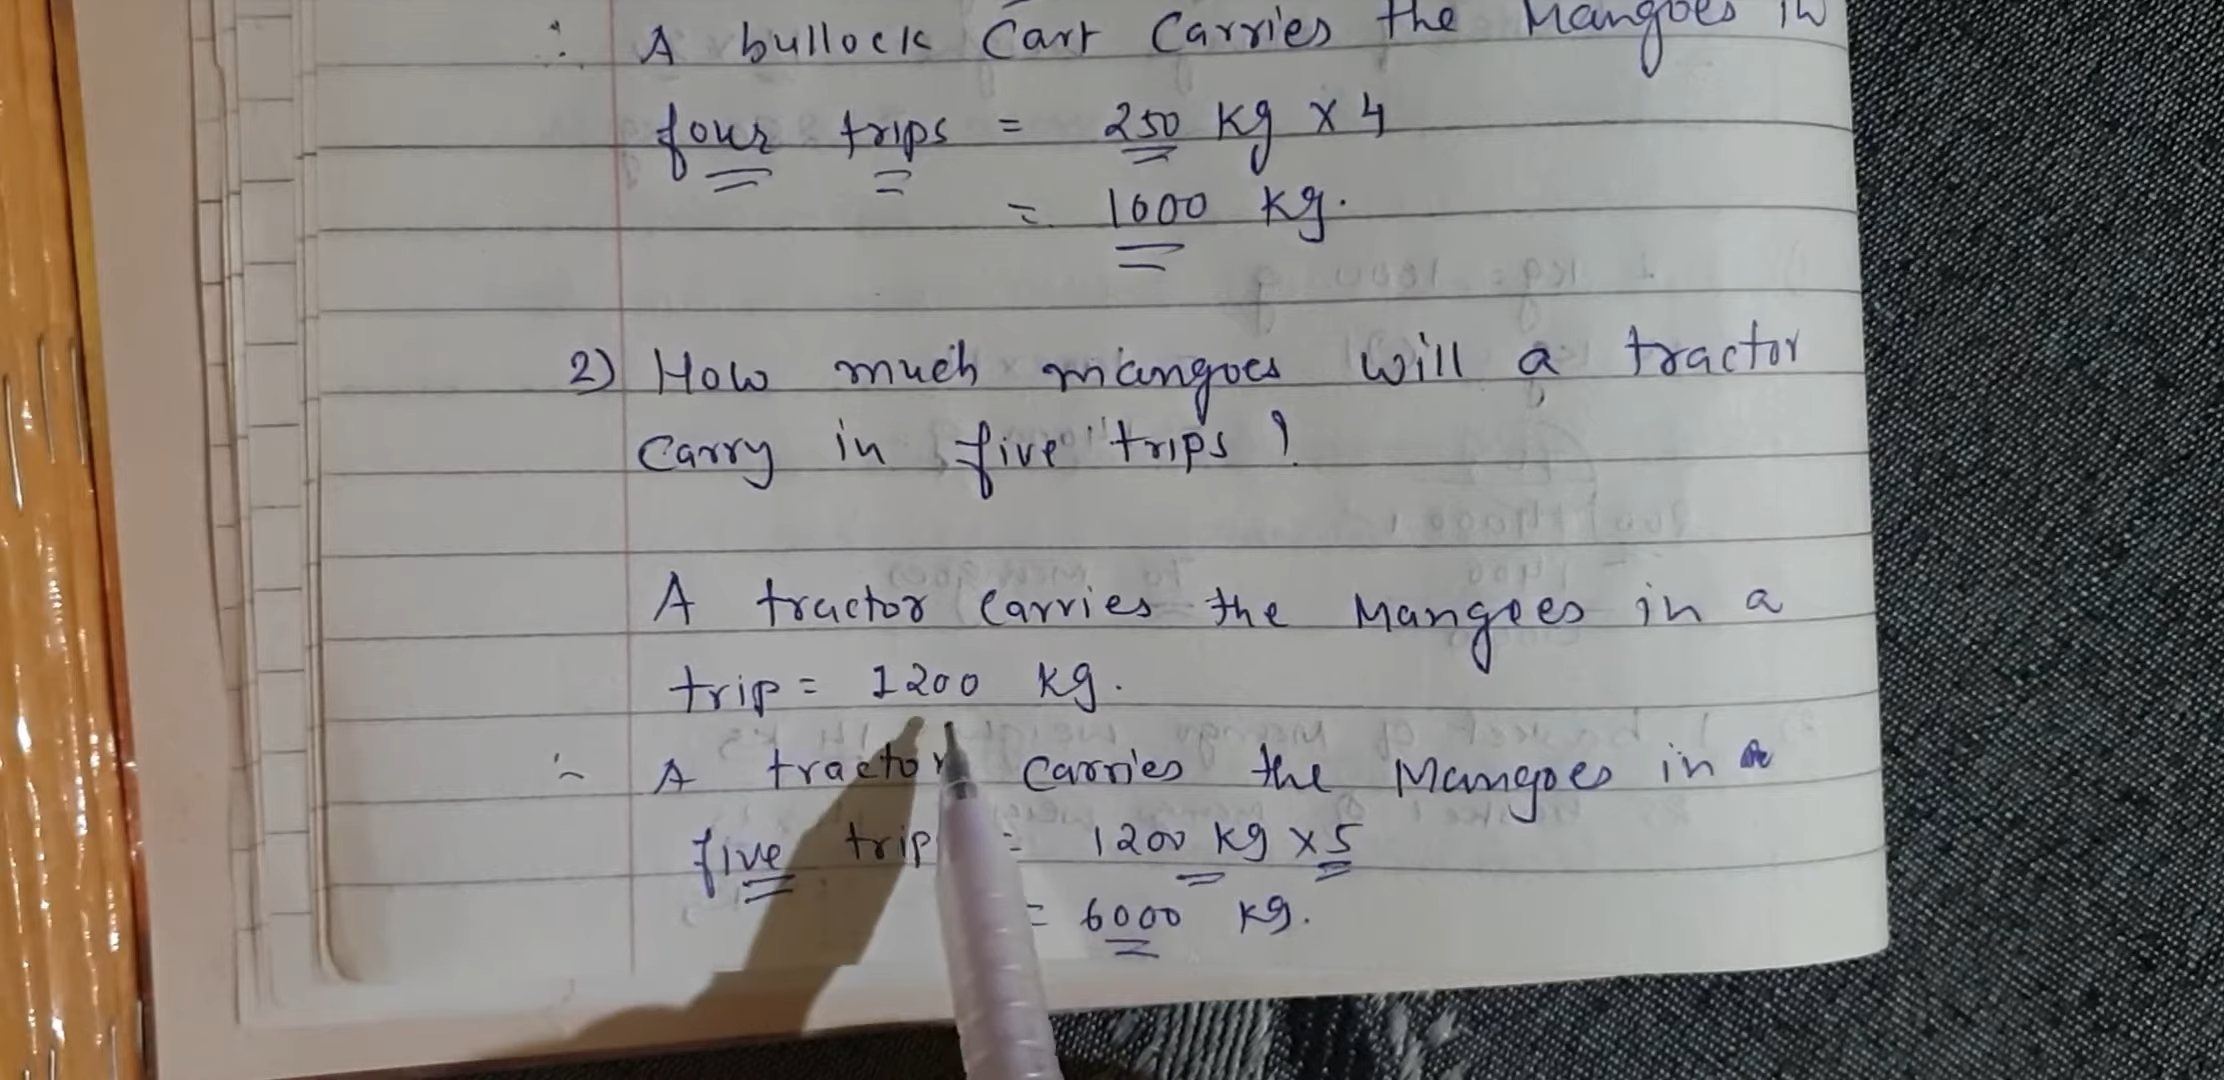 ∴ A bullock Cart Carries the Mangoes in
four trips = 250 kg × 4
= 1000 kg.
2) How much mangoes will a tractor
Carry in five trips?
A tractor Carries the Mangoes in a
trip = 1200 kg.
∴ A tractor Carries the Mangoes in
five trip = 1200 kg × 5
= 6000 kg.